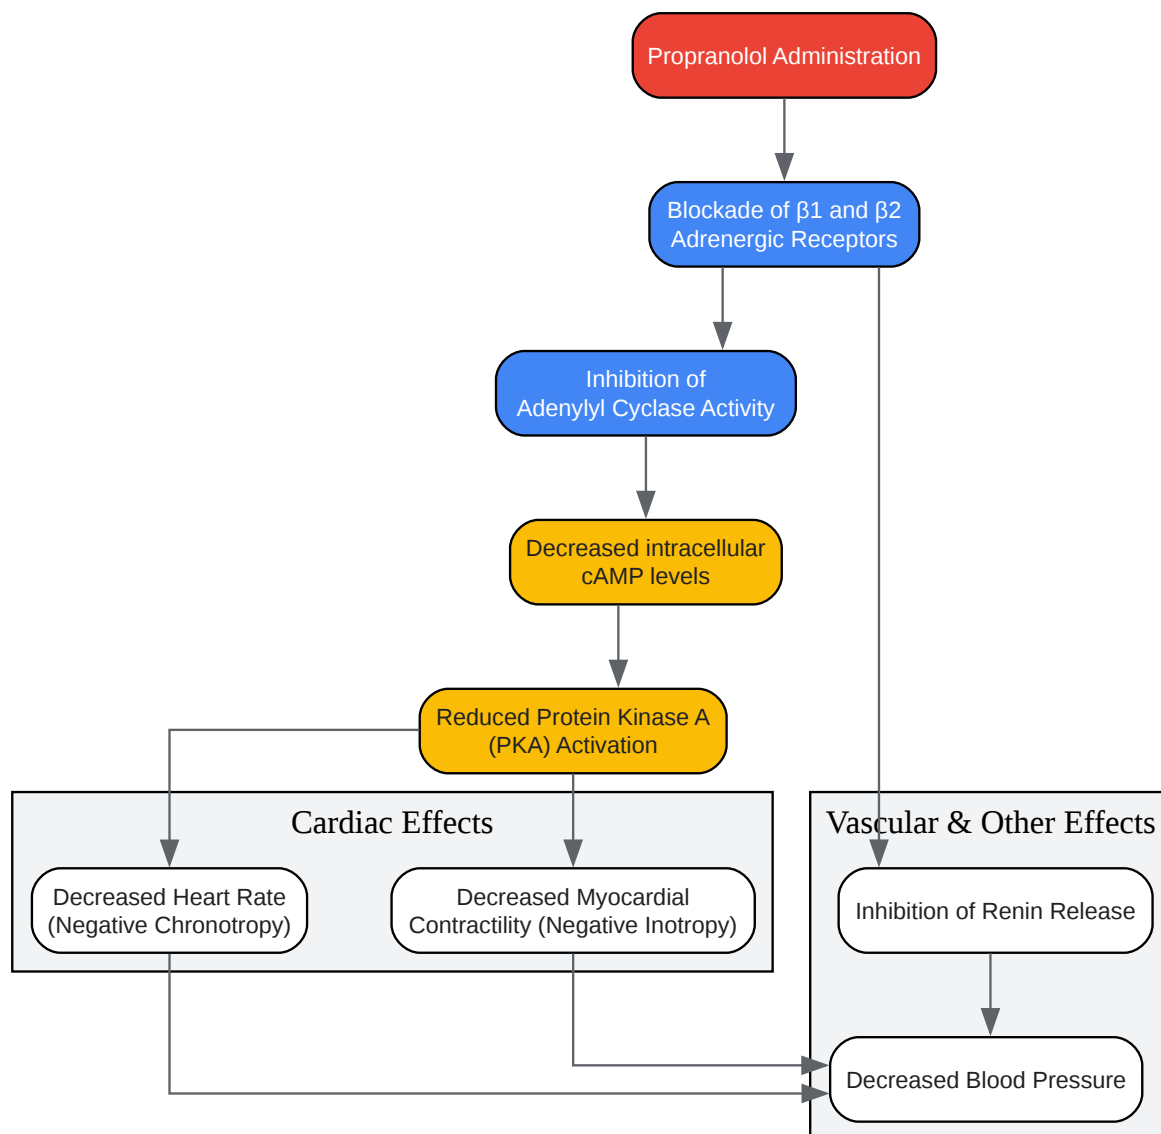 Propranolol Administration
Blockade of β1 and β2
Adrenergic Receptors
Inhibition of
Adenylyl Cyclase Activity
Decreased intracellular
cAMP levels
Reduced Protein Kinase A
(PKA) Activation
Cardiac Effects
Decreased Heart Rate
(Negative Chronotropy)
Decreased Myocardial
Contractility (Negative Inotropy)
Vascular & Other Effects
Inhibition of Renin Release
Decreased Blood Pressure